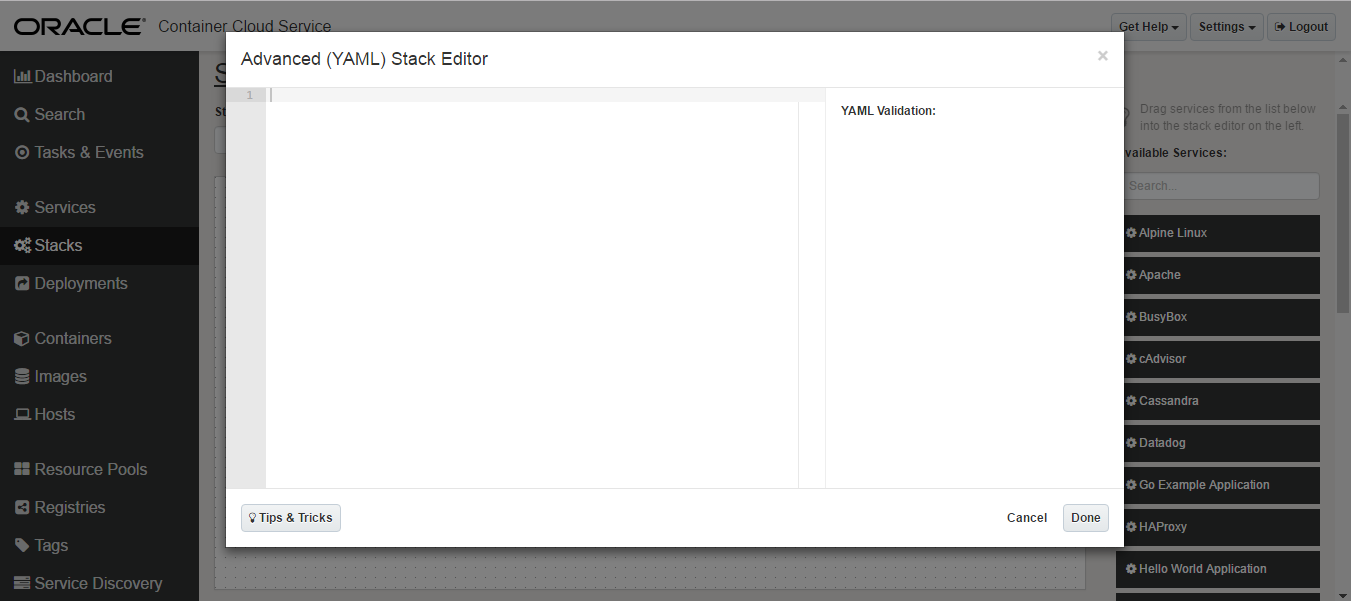 ORACLE® Container Cloud Service
Get Help
Settings
Logout
Dashboard
Search
Tasks & Events
Services
Stacks
Deployments
Containers
Images
Hosts
Resource Pools
Registries
Tags
Service Discovery
Advanced (YAML) Stack Editor
×
1
YAML Validation:
Tips & Tricks
Cancel
Done
Drag services from the list below
into the stack editor on the left.
vailable Services:
Search...
Alpine Linux
Apache
BusyBox
cAdvisor
Cassandra
Datadog
Go Example Application
HAProxy
Hello World Application